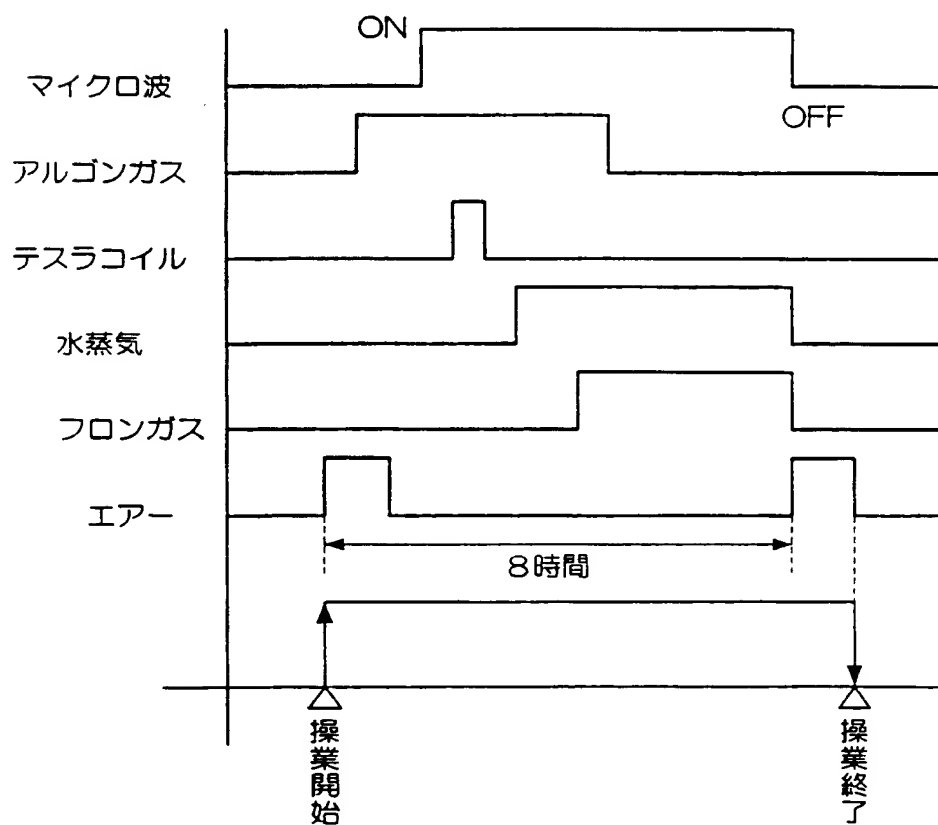 ON
マイクロ波
OFF
アルゴンガス
テスラコイル
水蒸気
フロンガス
エアー
8時間
操業開始
操業終了